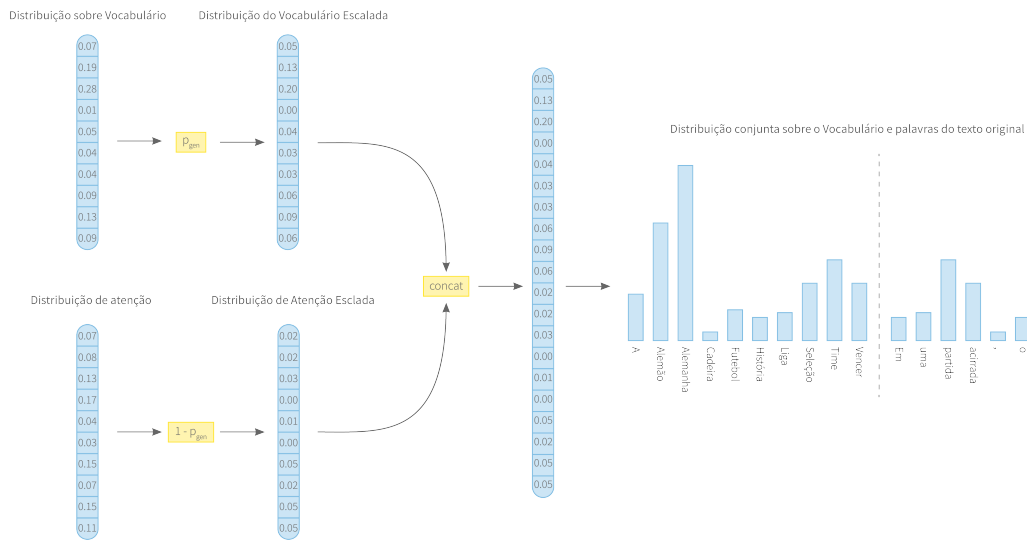 Distribuição sobre Vocabulário
0.07
0.19
0.28
0.01
0.05
0.04
0.04
0.09
0.13
0.09
pgen
Distribuição do Vocabulário Escalada
0.05
0.13
0.20
0.00
0.04
0.03
0.03
0.06
0.09
0.06
Distribuição de atenção
0.07
0.08
0.13
0.17
0.04
0.03
0.15
0.07
0.15
0.11
1 - pgen
Distribuição de Atenção Esclada
0.02
0.02
0.03
0.00
0.01
0.00
0.05
0.02
0.05
0.05
concat
0.05
0.13
0.20
0.00
0.04
0.03
0.03
0.06
0.09
0.06
0.02
0.02
0.03
0.00
0.01
0.00
0.05
0.02
0.05
0.05
Distribuição conjunta sobre o Vocabulário e palavras do texto original
A
Alemão
Alemanha
Cadeira
Futebol
História
Liga
Seleção
Time
Vencer
Em
uma
partida
acirrada
,
o